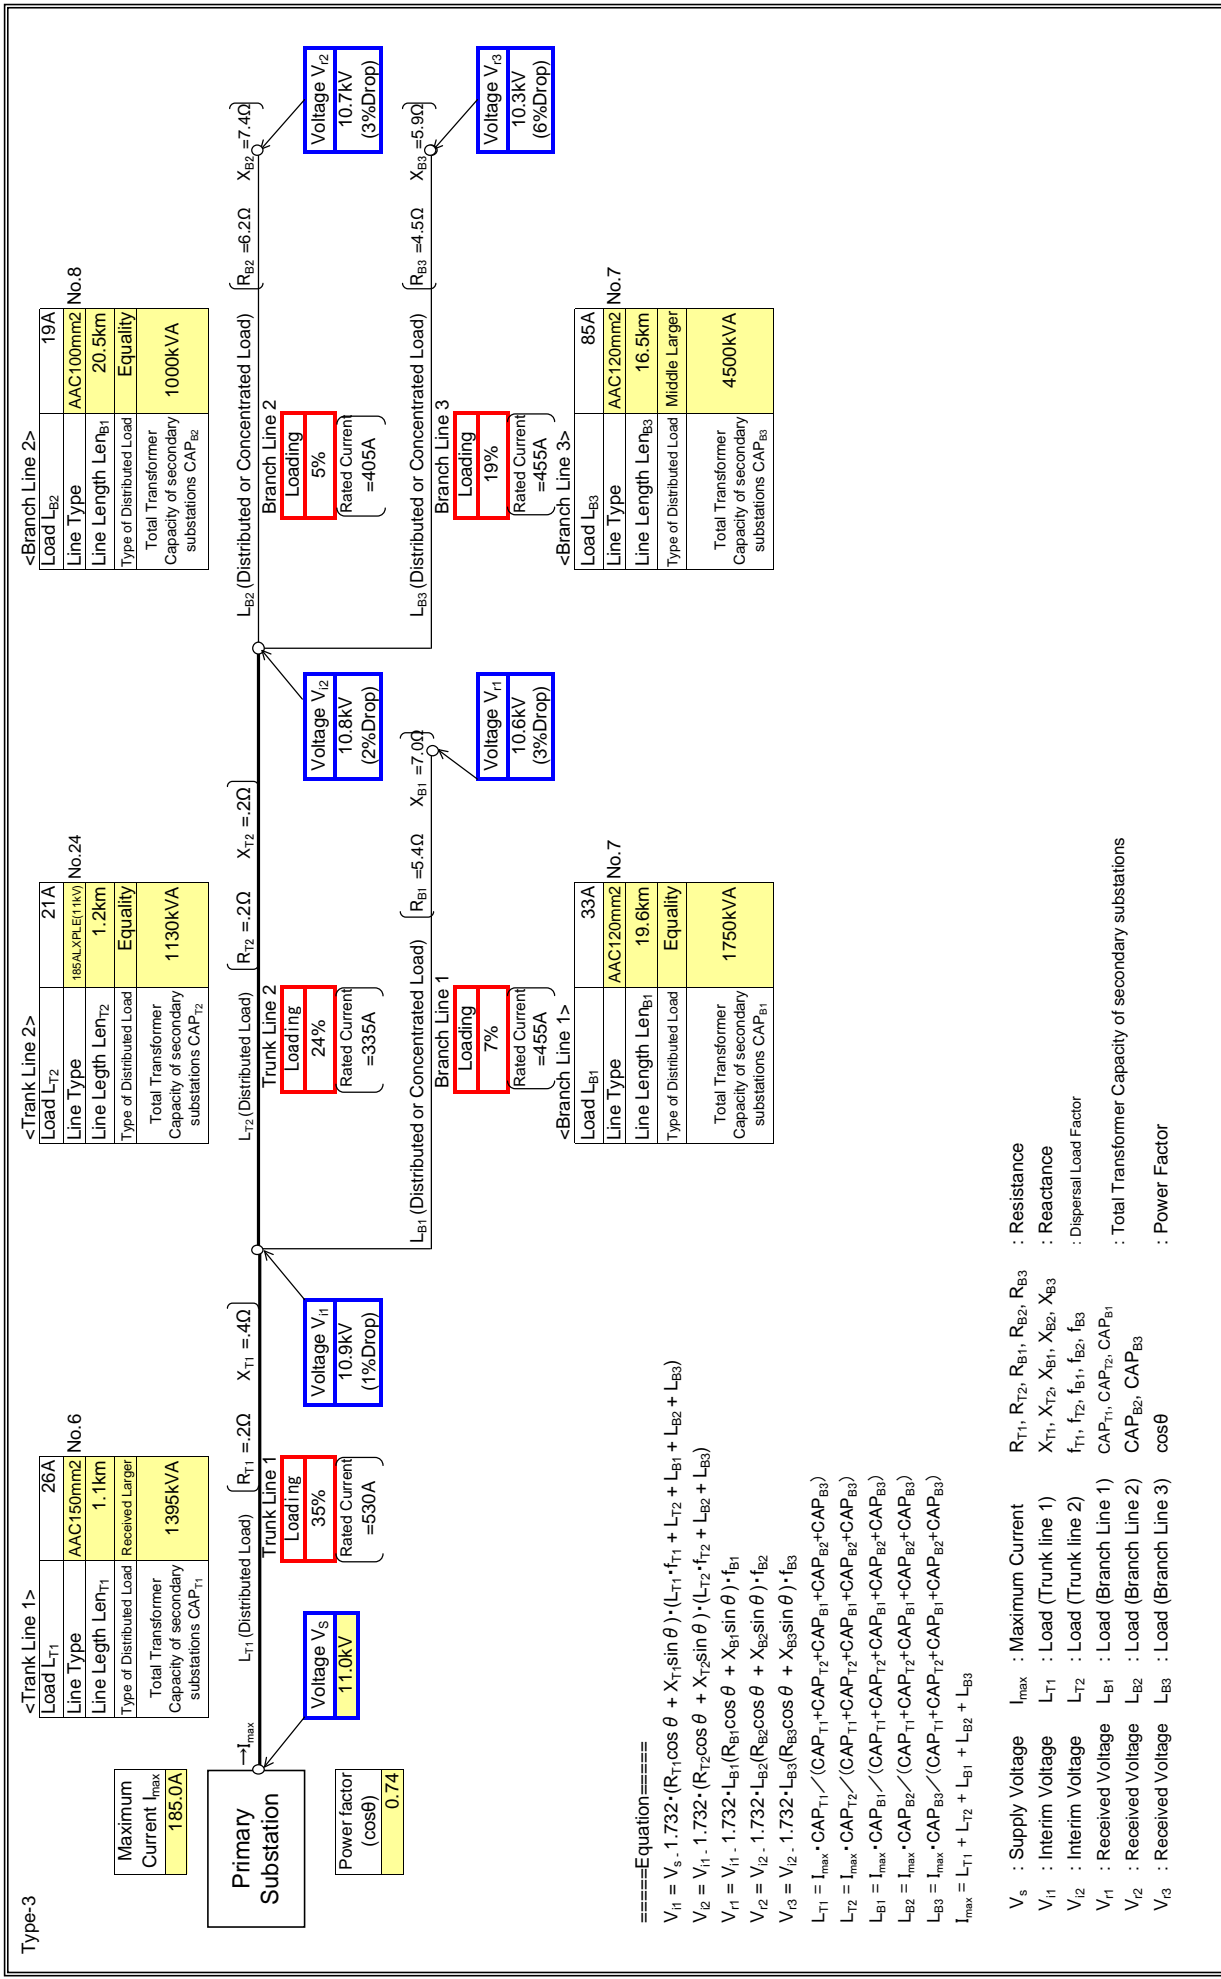 Type-3
Maximum
Current Imax
185.0A
Primary
Substation
Power factor
(cosθ)
0.74
→Imax
Voltage Vs
11.0kV
<Trank Line 1>
Load LT1 26A
Line Type AAC150mm2 No.6
Line Legth LenT1 1.1km
Type of Distributed Load Received Larger
Total Transformer
Capacity of secondary
substations CAPT1
1395kVA
LT1 (Distributed Load)
RT1 =.2Ω XT1 =.4Ω
Trunk Line 1
Loading
35%
Rated Current
=530A
Voltage Vi1
10.9kV
(1%Drop)
<Trank Line 2>
Load LT2 21A
Line Type 185ALXPLE(11kV) No.24
Line Legth LenT2 1.2km
Type of Distributed Load Equality
Total Transformer
Capacity of secondary
substations CAPT2
1130kVA
LT2 (Distributed Load)
RT2 =.2Ω XT2 =.2Ω
Trunk Line 2
Loading
24%
Rated Current
=335A
Voltage Vi2
10.8kV
(2%Drop)
LB1 (Distributed or Concentrated Load)
RB1 =5.4Ω XB1 =7.0Ω
Branch Line 1
Loading
7%
Rated Current
=455A
Voltage Vr1
10.6kV
(3%Drop)
<Branch Line 1>
Load LB1 33A
Line Type AAC120mm2 No.7
Line Length LenB1 19.6km
Type of Distributed Load Equality
Total Transformer
Capacity of secondary
substations CAPB1
1750kVA
<Branch Line 2>
Load LB2 19A
Line Type AAC100mm2 No.8
Line Length LenB1 20.5km
Type of Distributed Load Equality
Total Transformer
Capacity of secondary
substations CAPB2
1000kVA
LB2 (Distributed or Concentrated Load)
RB2 =6.2Ω XB2 =7.4Ω
Branch Line 2
Loading
5%
Rated Current
=405A
Voltage Vr2
10.7kV
(3%Drop)
LB3 (Distributed or Concentrated Load)
RB3 =4.5Ω XB3 =5.9Ω
Branch Line 3
Loading
19%
Rated Current
=455A
Voltage Vr3
10.3kV
(6%Drop)
<Branch Line 3>
Load LB3 85A
Line Type AAC120mm2 No.7
Line Length LenB3 16.5km
Type of Distributed Load Middle Larger
Total Transformer
Capacity of secondary
substations CAPB3
4500kVA
=====Equation=====
Vi1 = Vs - 1.732・(RT1cos θ + XT1sin θ)・(LT1・fT1 + LT2 + LB1 + LB2 + LB3)
Vi2 = Vi1 - 1.732・(RT2cos θ + XT2sin θ)・(LT2・fT2 + LB2 + LB3)
Vr1 = Vi1 - 1.732・LB1(RB1cos θ + XB1sin θ)・fB1
Vr2 = Vi2 - 1.732・LB2(RB2cos θ + XB2sin θ)・fB2
Vr3 = Vi2 - 1.732・LB3(RB3cos θ + XB3sin θ)・fB3
LT1 = Imax・CAPT1/(CAPT1+CAPT2+CAPB1+CAPB2+CAPB3)
LT2 = Imax・CAPT2/(CAPT1+CAPT2+CAPB1+CAPB2+CAPB3)
LB1 = Imax・CAPB1/(CAPT1+CAPT2+CAPB1+CAPB2+CAPB3)
LB2 = Imax・CAPB2/(CAPT1+CAPT2+CAPB1+CAPB2+CAPB3)
LB3 = Imax・CAPB3/(CAPT1+CAPT2+CAPB1+CAPB2+CAPB3)
Imax = LT1 + LT2 + LB1 + LB2 + LB3
Vs : Supply Voltage Imax : Maximum Current RT1, RT2, RB1, RB2, RB3 : Resistance
Vi1 : Interim Voltage LT1 : Load (Trunk line 1) XT1, XT2, XB1, XB2, XB3 : Reactance
Vi2 : Interim Voltage LT2 : Load (Trunk line 2) fT1, fT2, fB1, fB2, fB3 : Dispersal Load Factor
Vr1 : Received Voltage LB1 : Load (Branch Line 1) CAPT1, CAPT2, CAPB1 : Total Transformer Capacity of secondary substations
Vr2 : Received Voltage LB2 : Load (Branch Line 2) CAPB2, CAPB3
Vr3 : Received Voltage LB3 : Load (Branch Line 3) cosθ : Power Factor